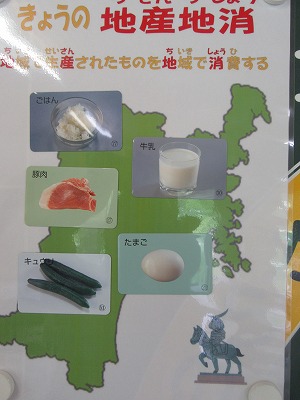 きょうの 地産地消
地域で生産されたものを地域で消費する
ごはん
牛乳
豚肉
たまご
キュウリ